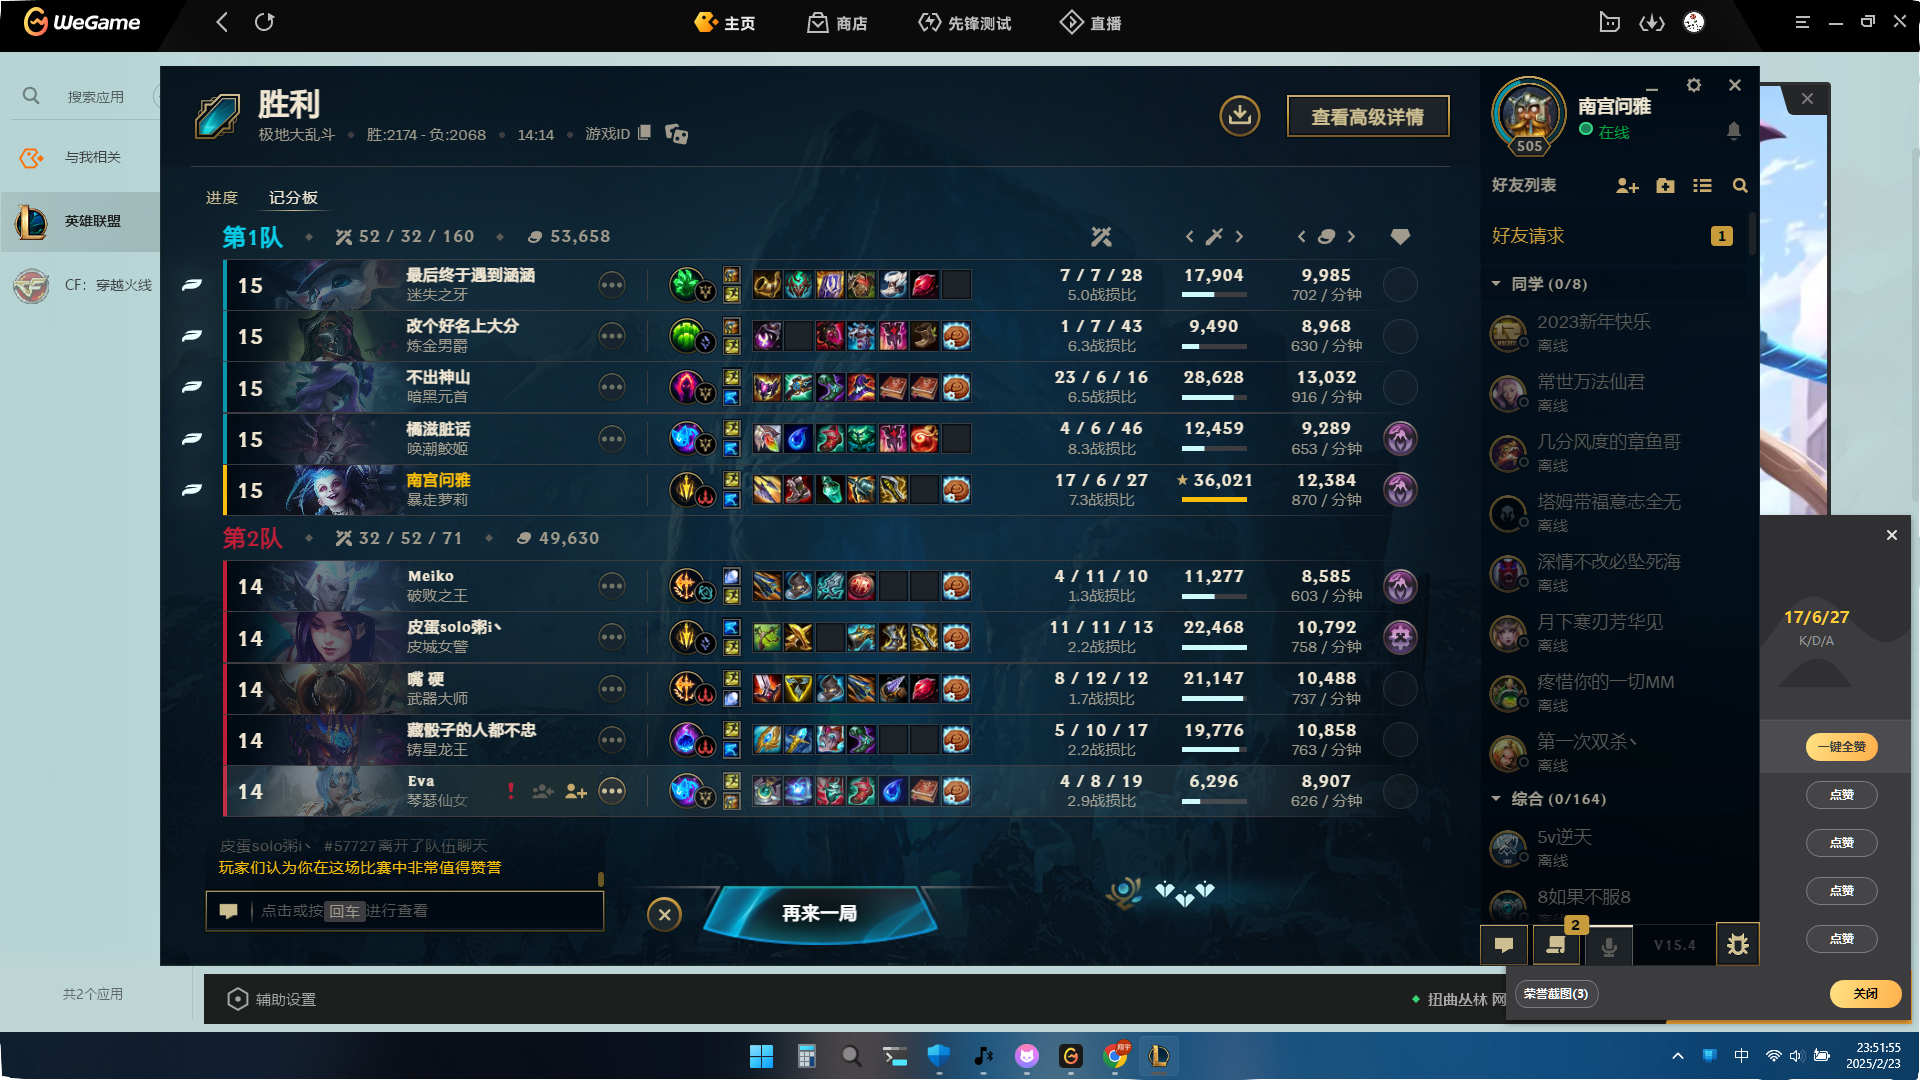 WeGame
主页
商店
先锋测试
直播
搜索应用
与我相关
英雄联盟
CF：穿越火线
共2个应用
胜利
极地大乱斗
胜:2174 - 负:2068
14:14
游戏ID
查看高级详情
进度
记分板
第1队
52 / 32 / 160
53,658
15
最后终于遇到涵涵
迷失之牙
7 / 7 / 28
5.0战损比
17,904
9,985
702 / 分钟
15
改个好名上大分
炼金男爵
1 / 7 / 43
6.3战损比
9,490
8,968
630 / 分钟
15
不出神山
暗黑元首
23 / 6 / 16
6.5战损比
28,628
13,032
916 / 分钟
15
橘滋脏话
唤潮鲛姬
4 / 6 / 46
8.3战损比
12,459
9,289
653 / 分钟
15
南宫问雅
暴走萝莉
17 / 6 / 27
7.3战损比
36,021
12,384
870 / 分钟
第2队
32 / 52 / 71
49,630
14
Meiko
破败之王
4 / 11 / 10
1.3战损比
11,277
8,585
603 / 分钟
14
皮蛋solo粥i丶
皮城女警
11 / 11 / 13
2.2战损比
22,468
10,792
758 / 分钟
14
嘴 硬
武器大师
8 / 12 / 12
1.7战损比
21,147
10,488
737 / 分钟
14
藏骰子的人都不忠
铸星龙王
5 / 10 / 17
2.2战损比
19,776
10,858
763 / 分钟
14
Eva
琴瑟仙女
4 / 8 / 19
2.9战损比
6,296
8,907
626 / 分钟
皮蛋solo粥i丶 #57727离开了队伍聊天
玩家们认为你在这场比赛中非常值得赞誉
点击或按回车进行查看
再来一局
辅助设置
扭曲丛林 网
505
南宫问雅
在线
好友列表
好友请求
1
同学 (0/8)
2023新年快乐
离线
常世万法仙君
离线
几分风度的章鱼哥
离线
塔姆带福意志全无
离线
深情不改必坠死海
离线
月下寒刃芳华见
离线
疼惜你的一切MM
离线
第一次双杀丶
离线
综合 (0/164)
5v逆天
离线
8如果不服8
离线
2
V15.4
17/6/27
K/D/A
一键全赞
点赞
点赞
点赞
点赞
荣誉截图(3)
关闭
中
23:51:55
2025/2/23